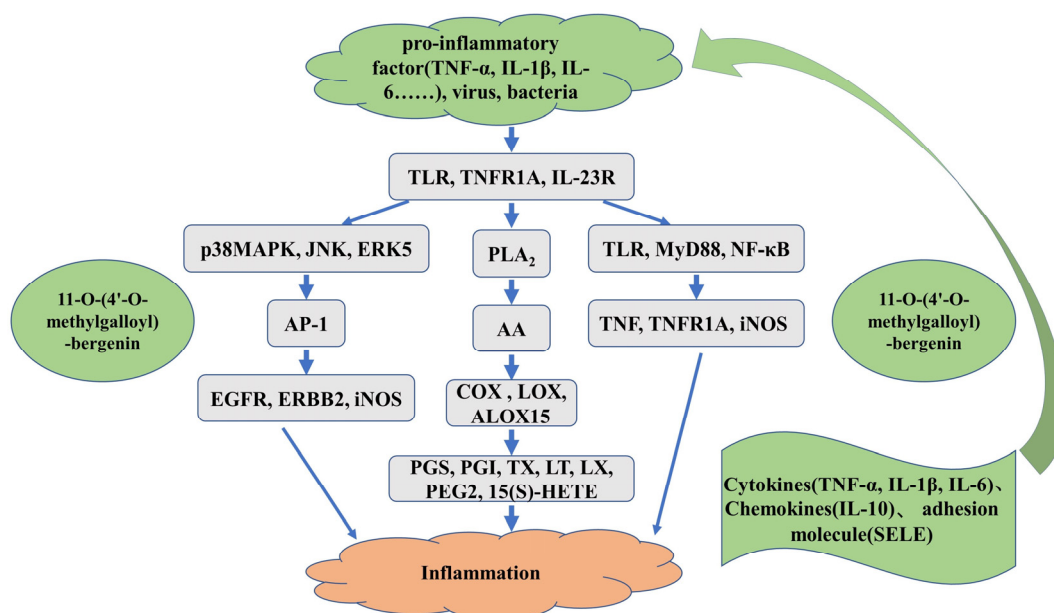 pro-inflammatory
factor(TNF-α, IL-1β, IL-
6……), virus, bacteria
TLR, TNFR1A, IL-23R
p38MAPK, JNK, ERK5
PLA₂
TLR, MyD88, NF-κB
11-O-(4'-O-
methylgalloyl)
-bergenin
AP-1
AA
TNF, TNFR1A, iNOS
11-O-(4'-O-
methylgalloyl)
-bergenin
EGFR, ERBB2, iNOS
COX , LOX,
ALOX15
PGS, PGI, TX, LT, LX,
PEG2, 15(S)-HETE
Cytokines(TNF-α, IL-1β, IL-6)、
Chemokines(IL-10)、 adhesion
molecule(SELE)
Inflammation